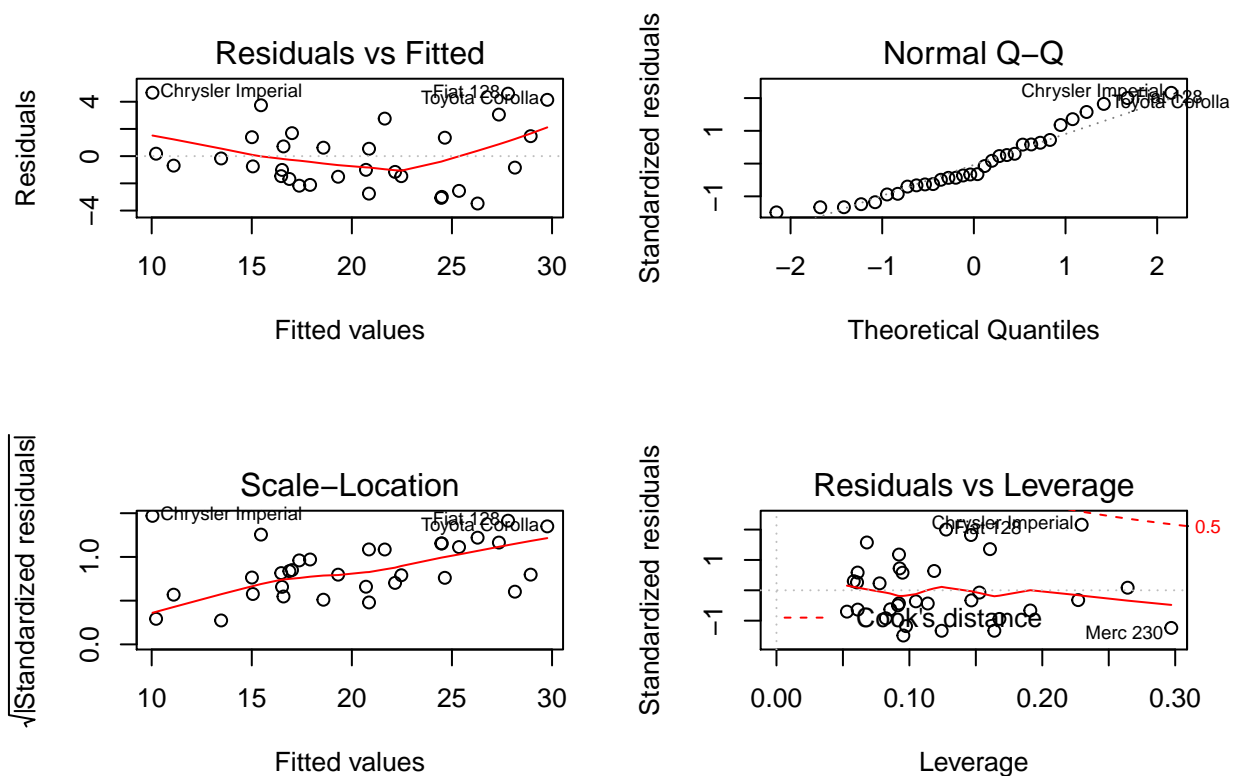 Residuals vs Fitted
Residuals
4
0
−4
Chrysler Imperial
Fiat 128
Toyota Corolla
10 15 20 25 30
Fitted values
Normal Q−Q
Standardized residuals
1
−1
Chrysler Imperial
Fiat 128
Toyota Corolla
−2 −1 0 1 2
Theoretical Quantiles
Scale−Location
√|Standardized residuals|
1.0
0.0
Chrysler Imperial
Fiat 128
Toyota Corolla
10 15 20 25 30
Fitted values
Residuals vs Leverage
Standardized residuals
1
−1
Chrysler Imperial
Fiat 128
0.5
Cook's distance
Merc 230
0.00 0.10 0.20 0.30
Leverage